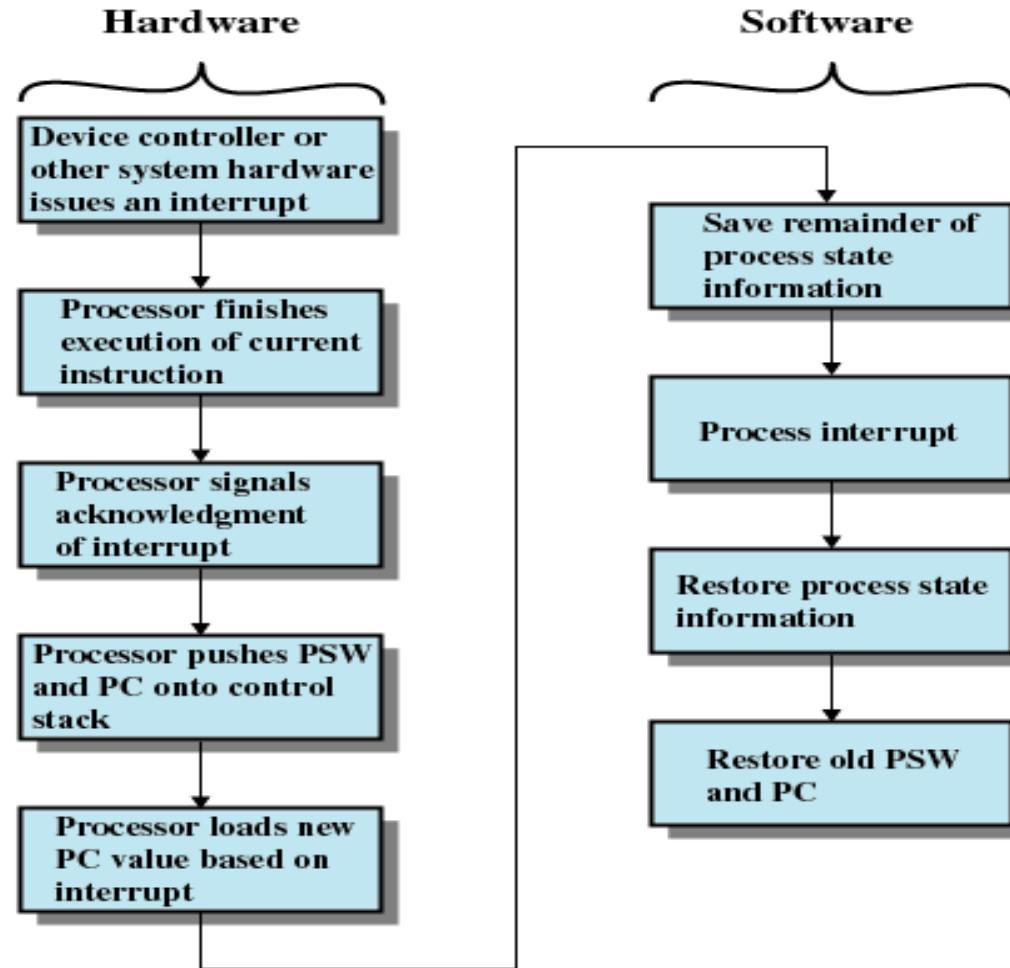 Hardware
Device controller or
other system hardware
issues an interrupt
Processor finishes
execution of current
instruction
Processor signals
acknowledgment
of interrupt
Processor pushes PSW
and PC onto control
stack
Processor loads new
PC value based on
interrupt
Software
Save remainder of
process state
information
Process interrupt
Restore process state
information
Restore old PSW
and PC